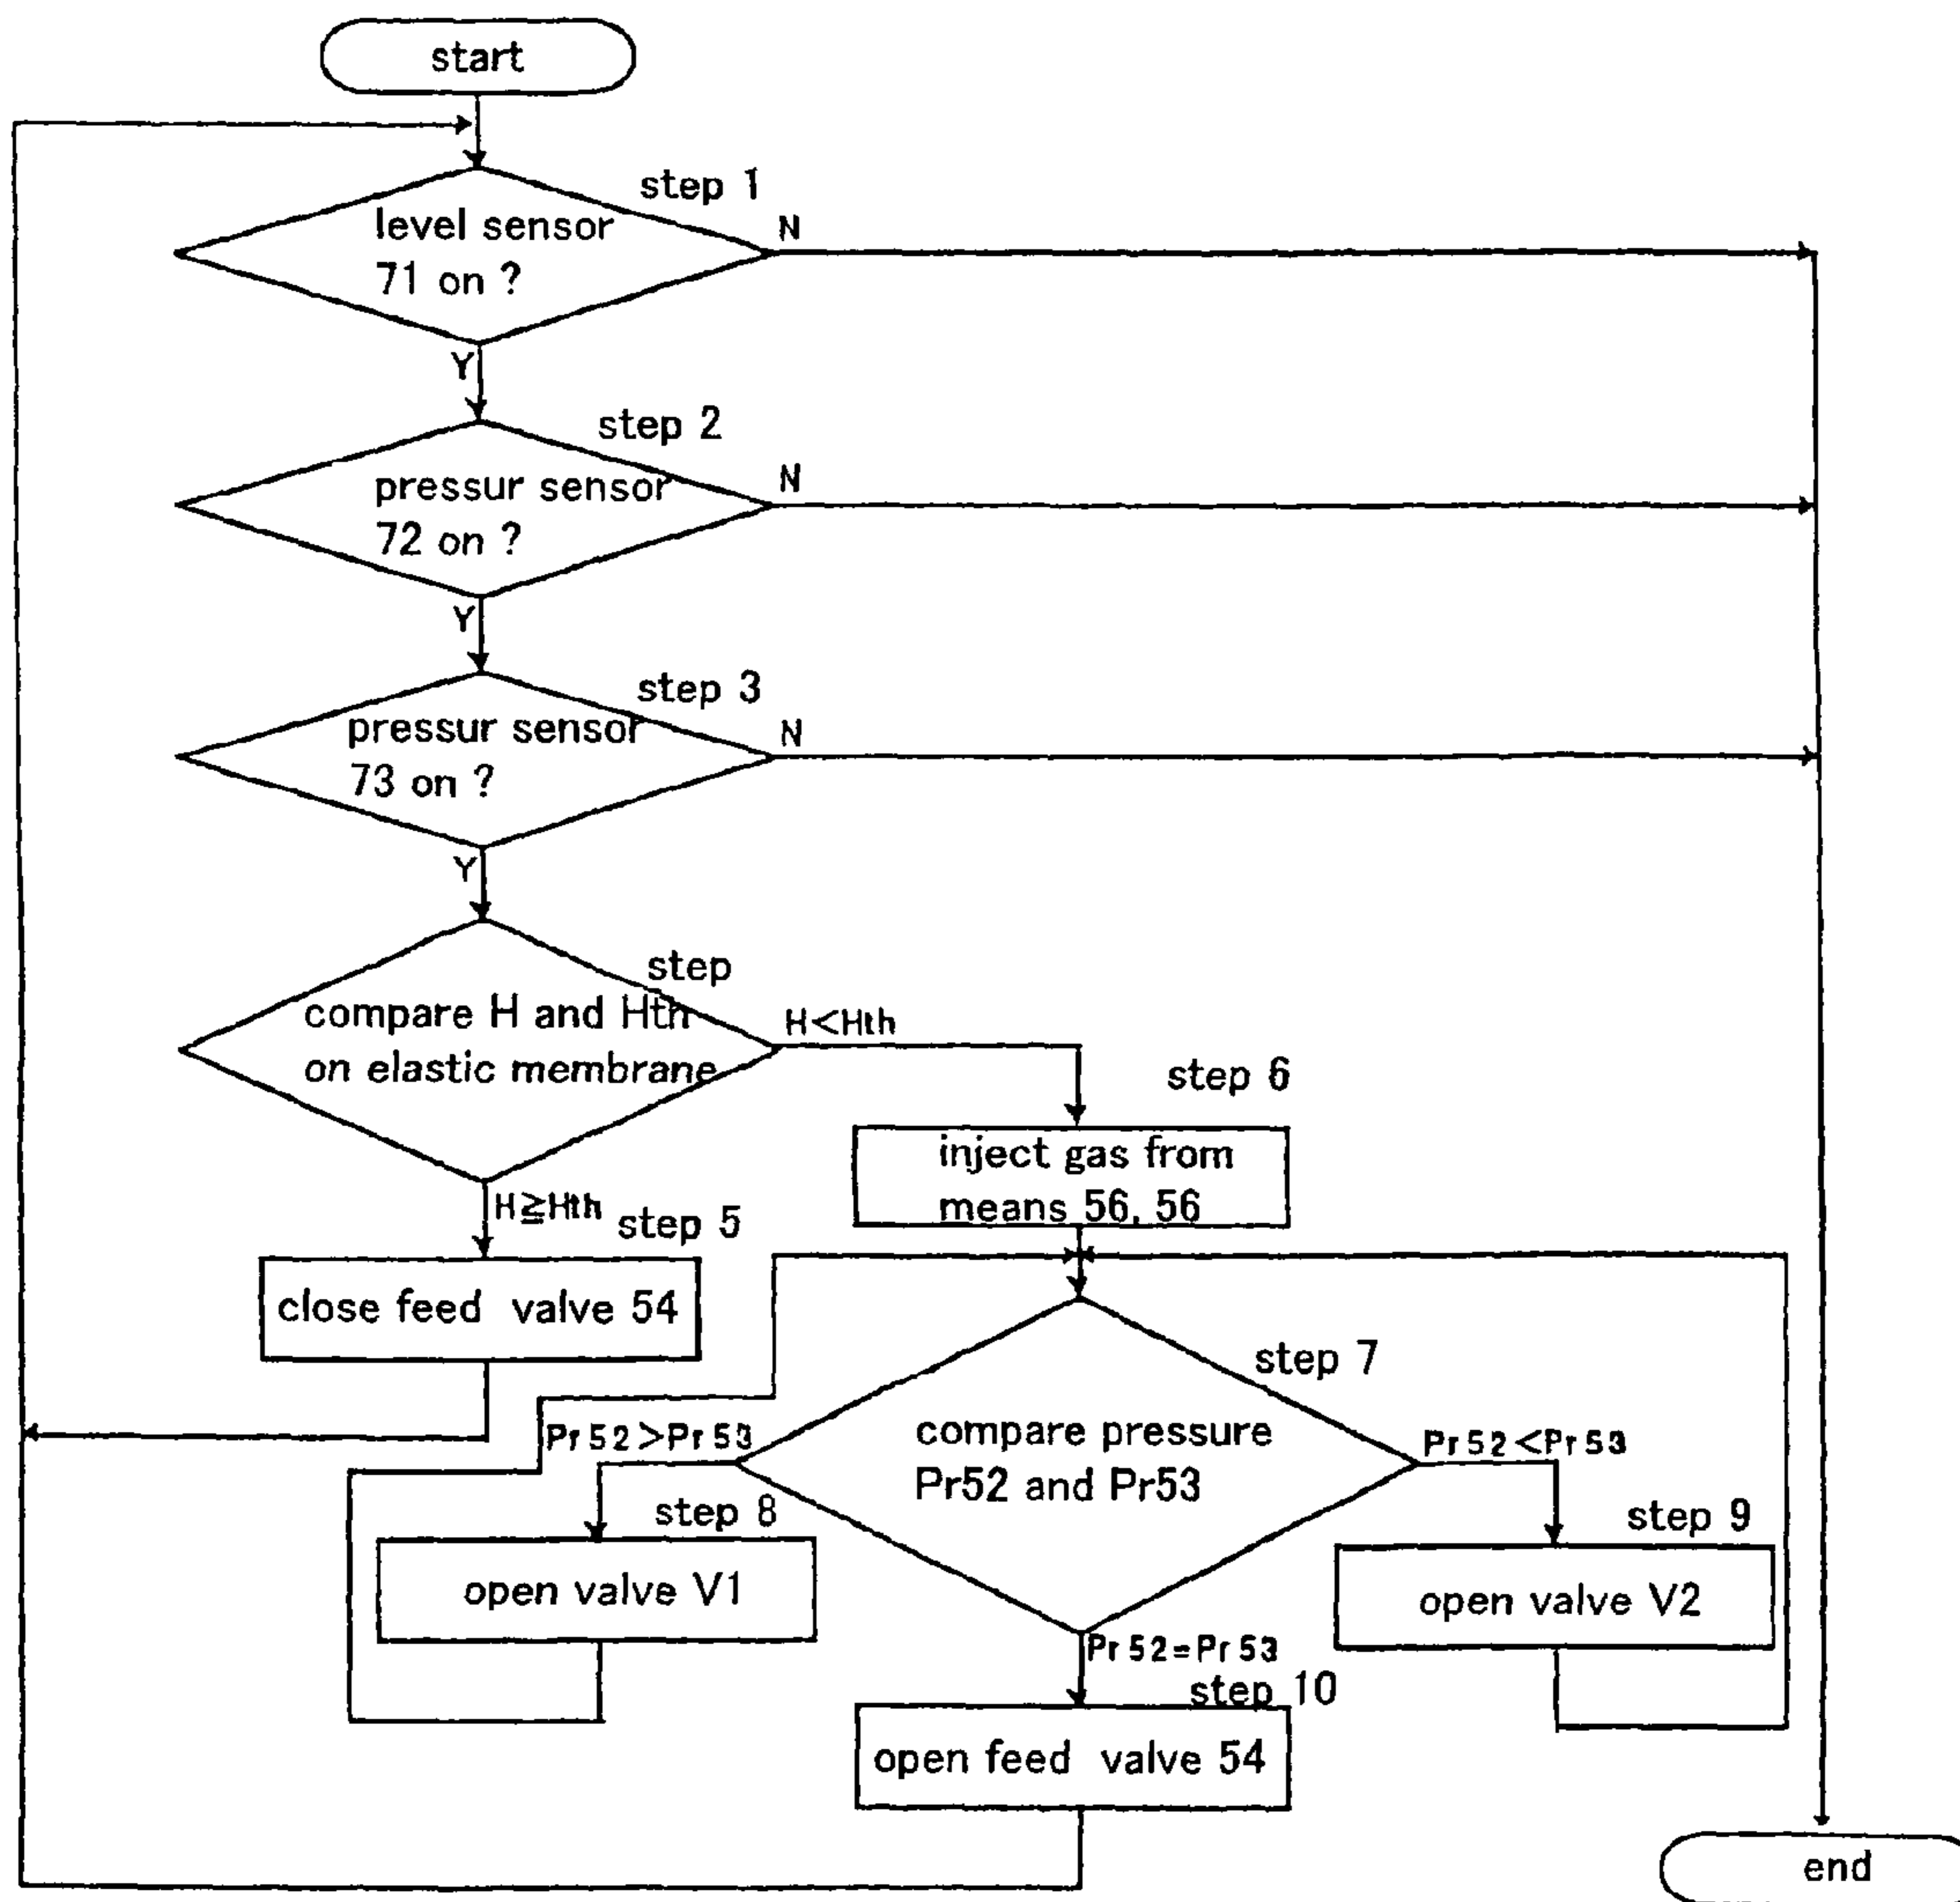 start
step 1
level sensor
71 on ?
N
Y
step 2
pressur sensor
72 on ?
N
Y
step 3
pressur sensor
73 on ?
N
Y
step
compare H and Hth
on elastic membrane
H<Hth
H≧Hth
step 5
close feed valve 54
step 6
inject gas from
means 56, 56
step 7
compare pressure
Pr52 and Pr53
Pr52>Pr53
step 8
open valve V1
Pr52<Pr53
step 9
open valve V2
Pr52=Pr53
step 10
open feed valve 54
end